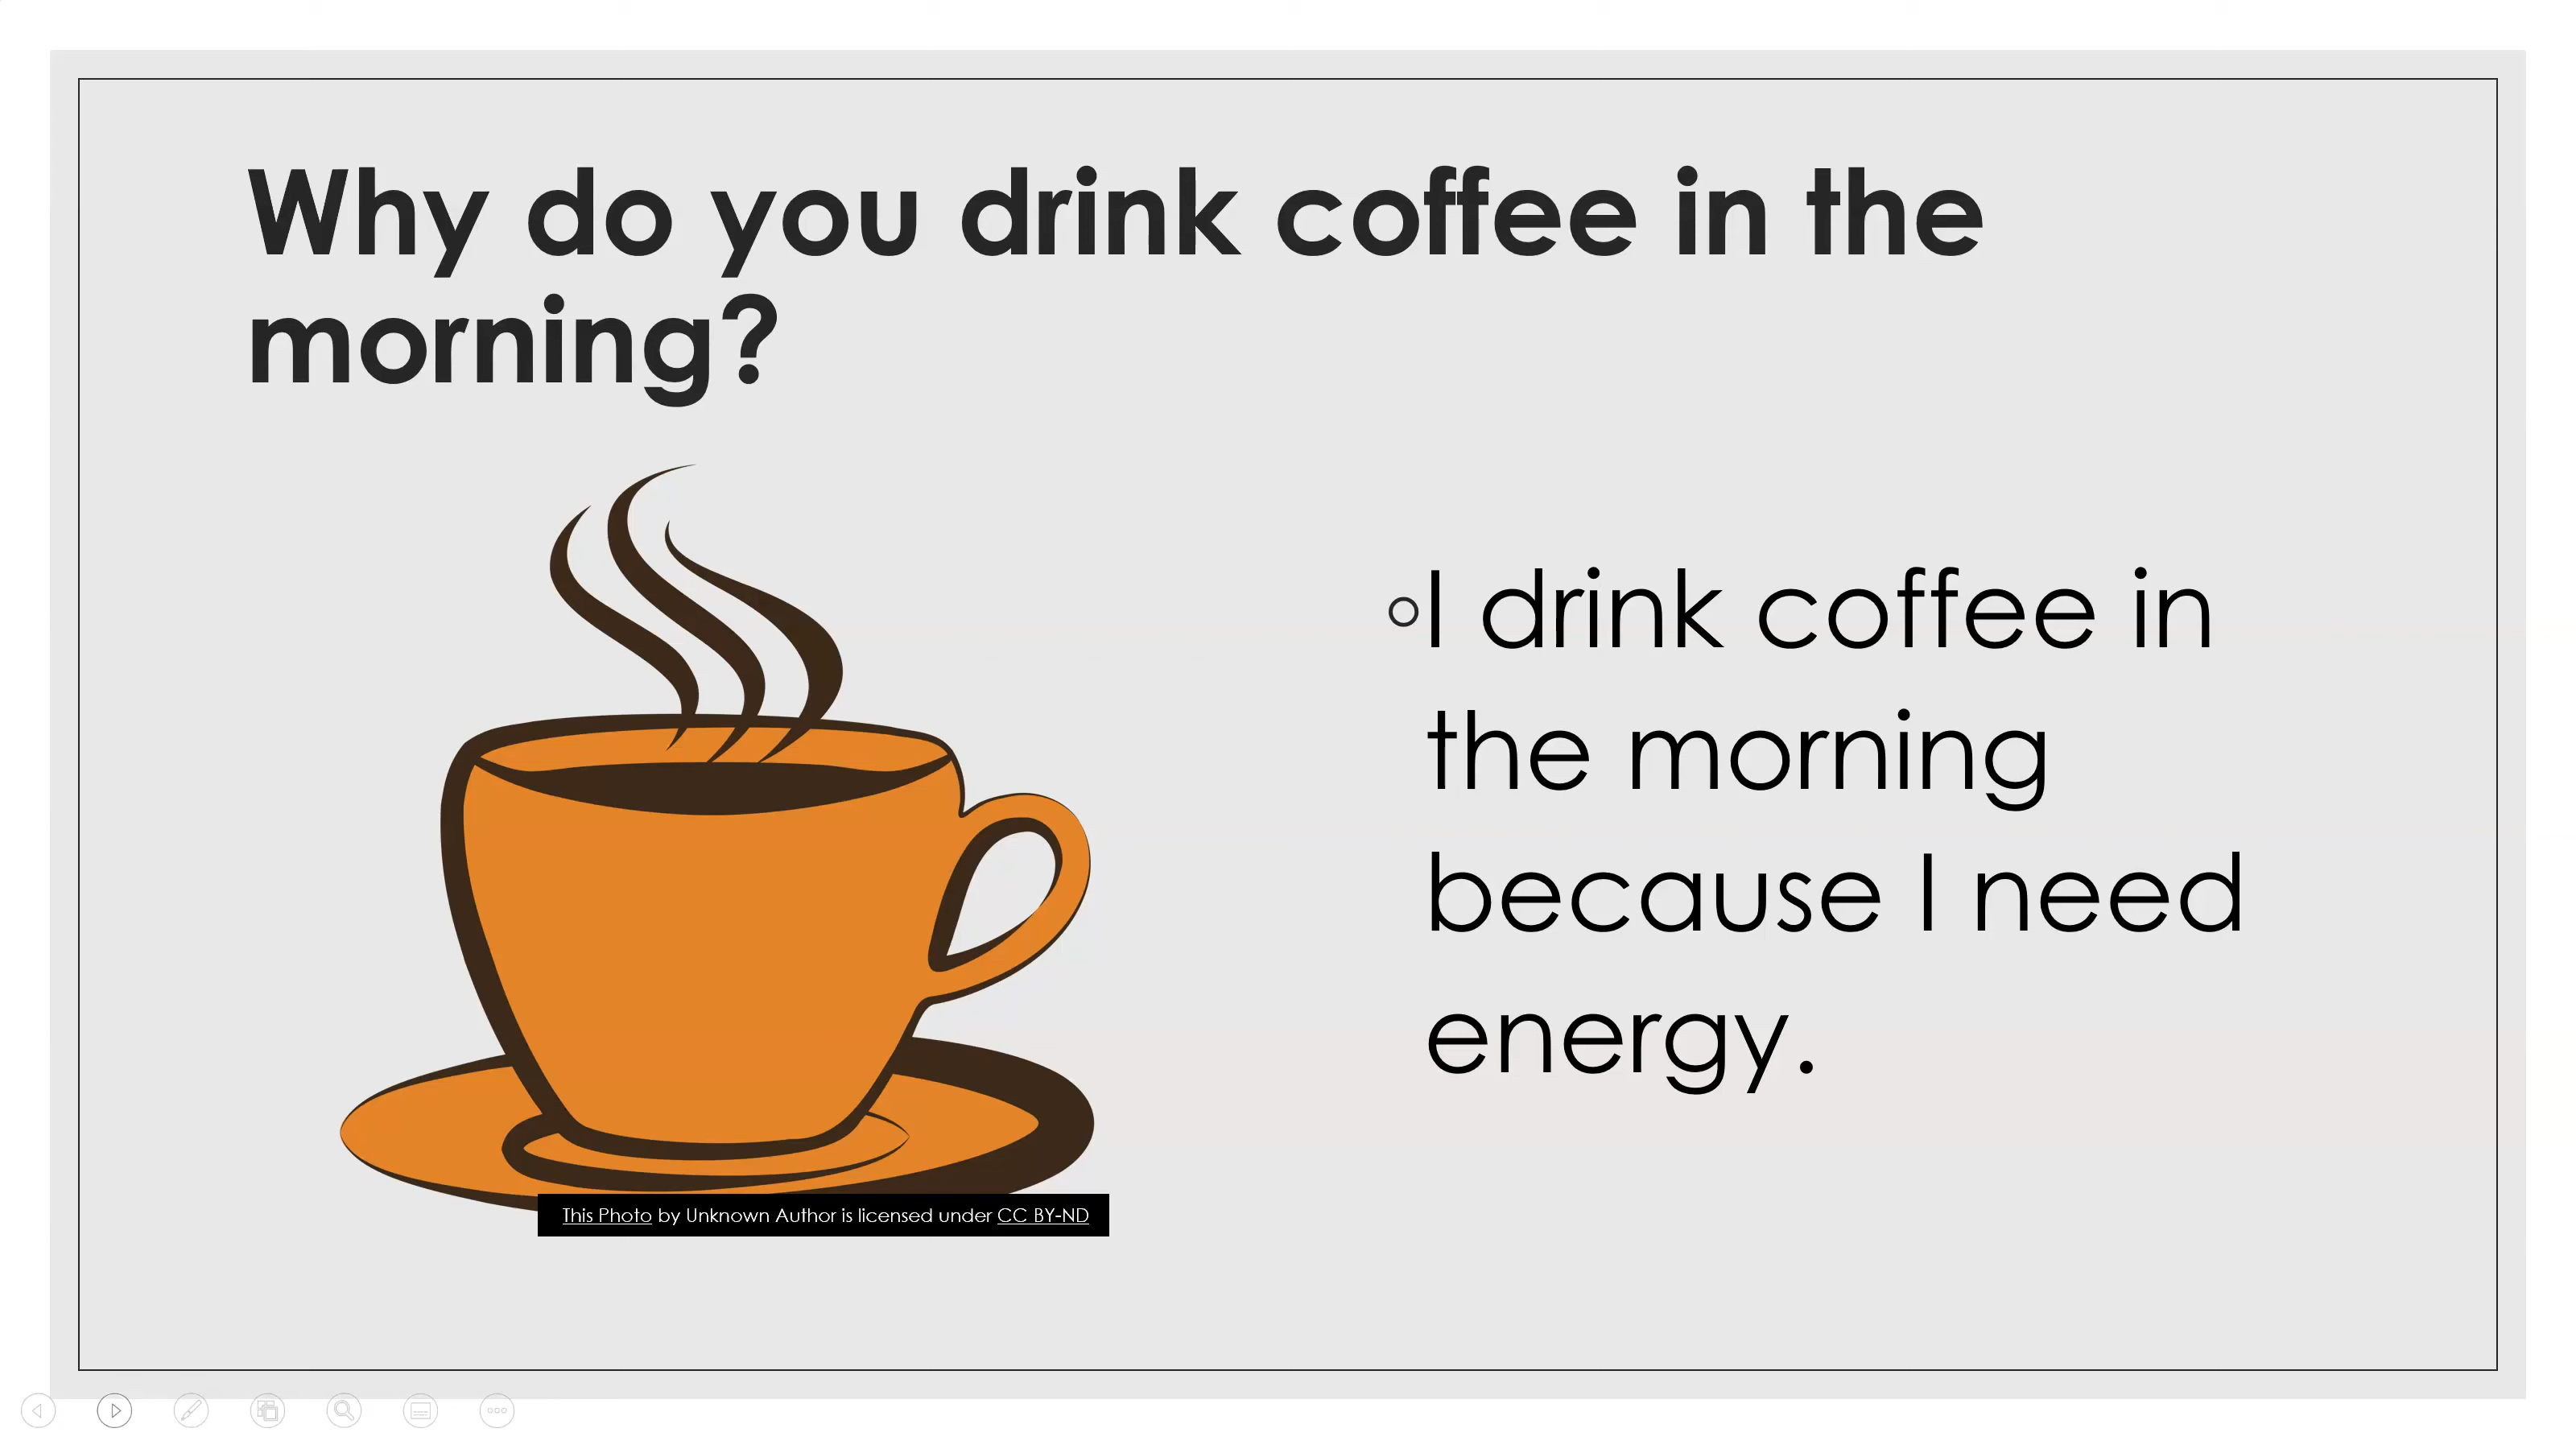 Why do you drink coffee in the
morning?
◦I drink coffee in
the morning
because I need
energy.
This Photo by Unknown Author is licensed under CC BY-ND